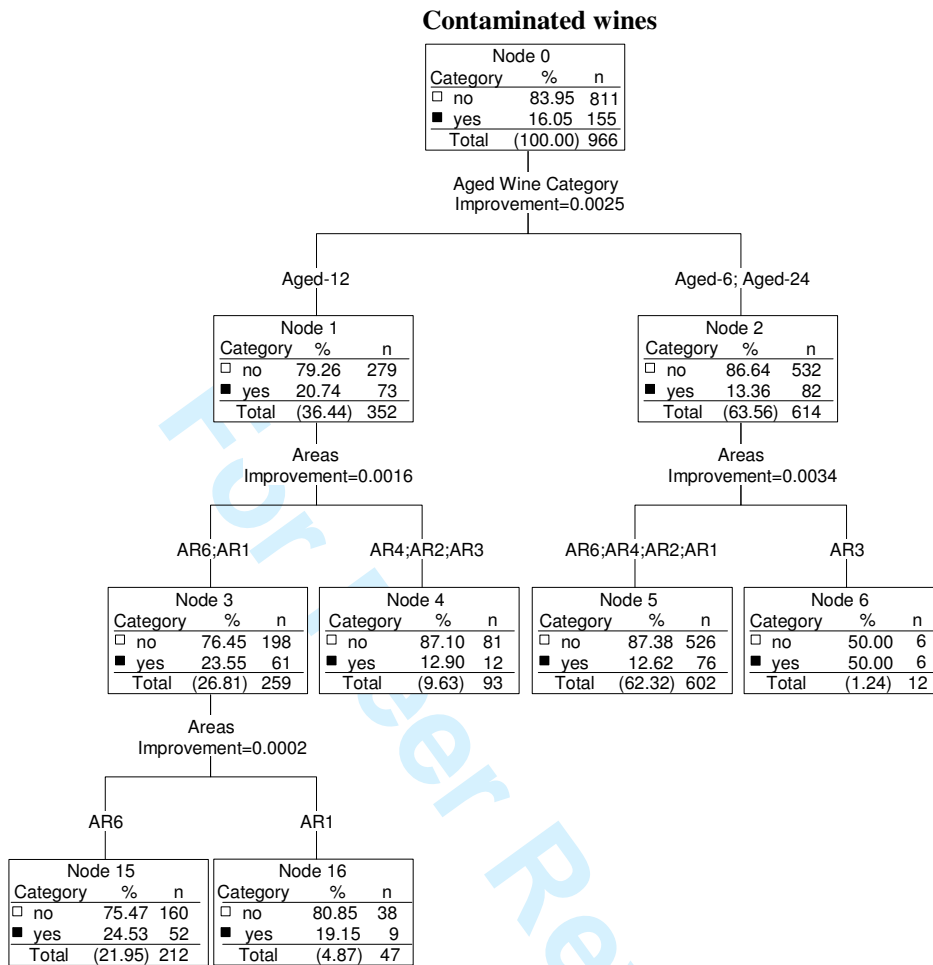 Contaminated wines
Node 0
Category % n
no 83.95 811
yes 16.05 155
Total (100.00) 966
Aged Wine Category
Improvement=0.0025
Aged-12
Aged-6; Aged-24
Node 1
Category % n
no 79.26 279
yes 20.74 73
Total (36.44) 352
Node 2
Category % n
no 86.64 532
yes 13.36 82
Total (63.56) 614
Areas
Improvement=0.0016
Areas
Improvement=0.0034
AR6;AR1
AR4;AR2;AR3
AR6;AR4;AR2;AR1
AR3
Node 3
Category % n
no 76.45 198
yes 23.55 61
Total (26.81) 259
Node 4
Category % n
no 87.10 81
yes 12.90 12
Total (9.63) 93
Node 5
Category % n
no 87.38 526
yes 12.62 76
Total (62.32) 602
Node 6
Category % n
no 50.00 6
yes 50.00 6
Total (1.24) 12
Areas
Improvement=0.0002
AR6
AR1
Node 15
Category % n
no 75.47 160
yes 24.53 52
Total (21.95) 212
Node 16
Category % n
no 80.85 38
yes 19.15 9
Total (4.87) 47
For Peer Re